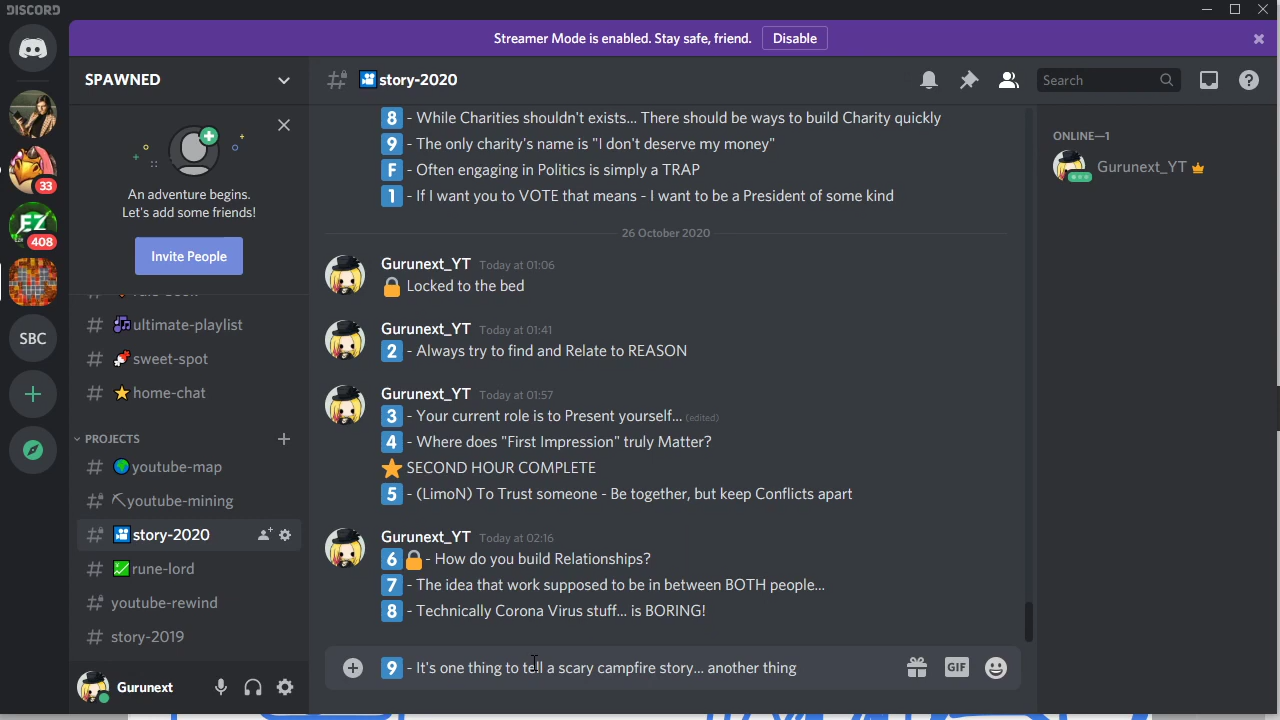 DISCORD
Streamer Mode is enabled. Stay safe, friend. Disable
SPAWNED
story-2020
Search
33
EZ
408
SBC
An adventure begins.
Let's add some friends!
Invite People
ultimate-playlist
sweet-spot
home-chat
PROJECTS
youtube-map
youtube-mining
story-2020
rune-lord
youtube-rewind
story-2019
Gurunext
8 - While Charities shouldn't exists... There should be ways to build Charity quickly
9 - The only charity's name is "I don't deserve my money"
F - Often engaging in Politics is simply a TRAP
1 - If I want you to VOTE that means - I want to be a President of some kind
26 October 2020
Gurunext_YT Today at 01:06
Locked to the bed
Gurunext_YT Today at 01:41
2 - Always try to find and Relate to REASON
Gurunext_YT Today at 01:57
3 - Your current role is to Present yourself... (edited)
4 - Where does "First Impression" truly Matter?
SECOND HOUR COMPLETE
5 - (LimoN) To Trust someone - Be together, but keep Conflicts apart
Gurunext_YT Today at 02:16
6 - How do you build Relationships?
7 - The idea that work supposed to be in between BOTH people...
8 - Technically Corona Virus stuff... is BORING!
9 - It's one thing to tell a scary campfire story... another thing
GIF
ONLINE—1
Gurunext_YT